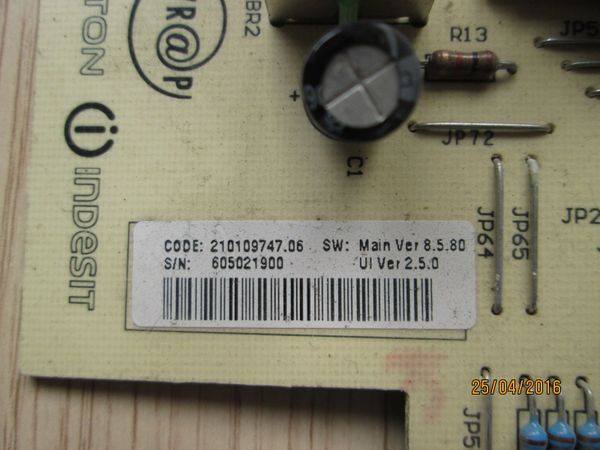 BR2
R@P
R13
JP5
TON
+
JP72
C1
INDESIT
JP64
JP65
JP2
CODE: 210109747.06 SW: Main Ver 8.5.80
S/N: 605021900 UI Ver 2.5.0
25/04/2016
JP5